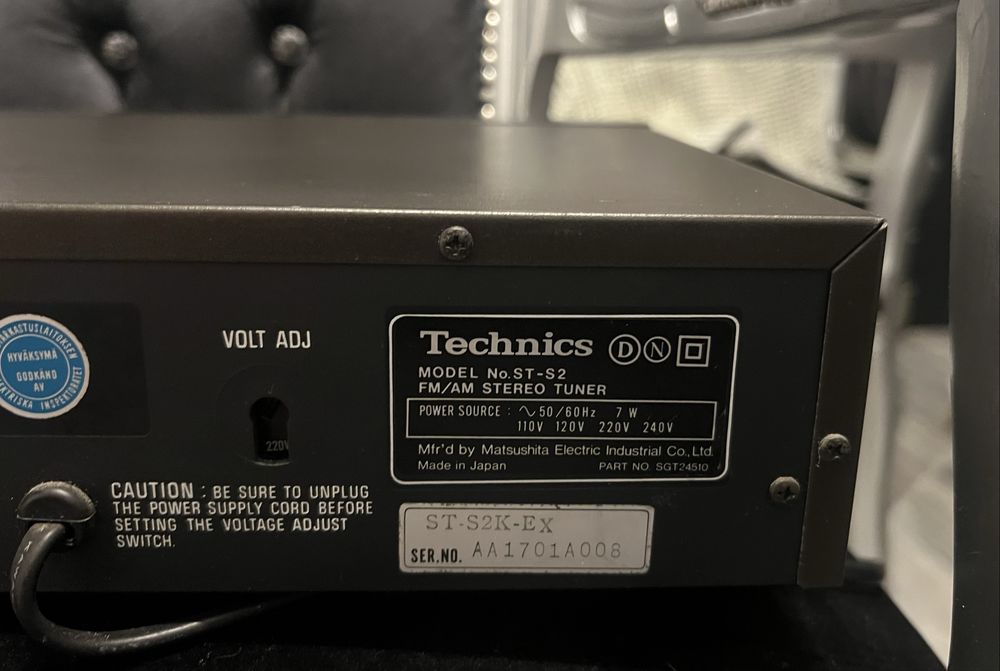 TARKASTUSLAITOKSEN
HYVÄKSYMÄ
GODKÄND
AV
ELEKTRISKA INSPEKTORATET
VOLT ADJ
220V
CAUTION : BE SURE TO UNPLUG
THE POWER SUPPLY CORD BEFORE
SETTING THE VOLTAGE ADJUST
SWITCH.
Technics D N
MODEL No. ST-S2
FM/AM STEREO TUNER
POWER SOURCE : ∿ 50/60Hz 7 W
110V 120V 220V 240V
Mfr'd by Matsushita Electric Industrial Co., Ltd.
Made in Japan PART NO. SGT24510
ST-S2K-EX
SER.NO. AA1701A008